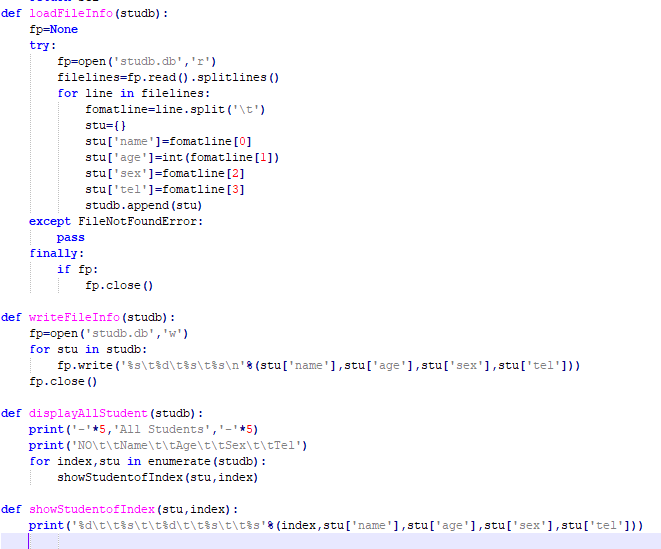 def loadFileInfo(studb):
    fp=None
    try:
        fp=open('studb.db','r')
        filelines=fp.read().splitlines()
        for line in filelines:
            fomatline=line.split('\t')
            stu={}
            stu['name']=fomatline[0]
            stu['age']=int(fomatline[1])
            stu['sex']=fomatline[2]
            stu['tel']=fomatline[3]
            studb.append(stu)
    except FileNotFoundError:
        pass
    finally:
        if fp:
            fp.close()
def writeFileInfo(studb):
    fp=open('studb.db','w')
    for stu in studb:
        fp.write('%s\t%d\t%s\t%s\n'%(stu['name'],stu['age'],stu['sex'],stu['tel']))
    fp.close()
def displayAllStudent(studb):
    print('-'*5,'All Students','-'*5)
    print('NO\t\tName\t\tAge\t\tSex\t\tTel')
    for index,stu in enumerate(studb):
        showStudentofIndex(stu,index)
def showStudentofIndex(stu,index):
    print('%d\t\t%s\t\t%d\t\t%s\t\t%s'%(index,stu['name'],stu['age'],stu['sex'],stu['tel']))